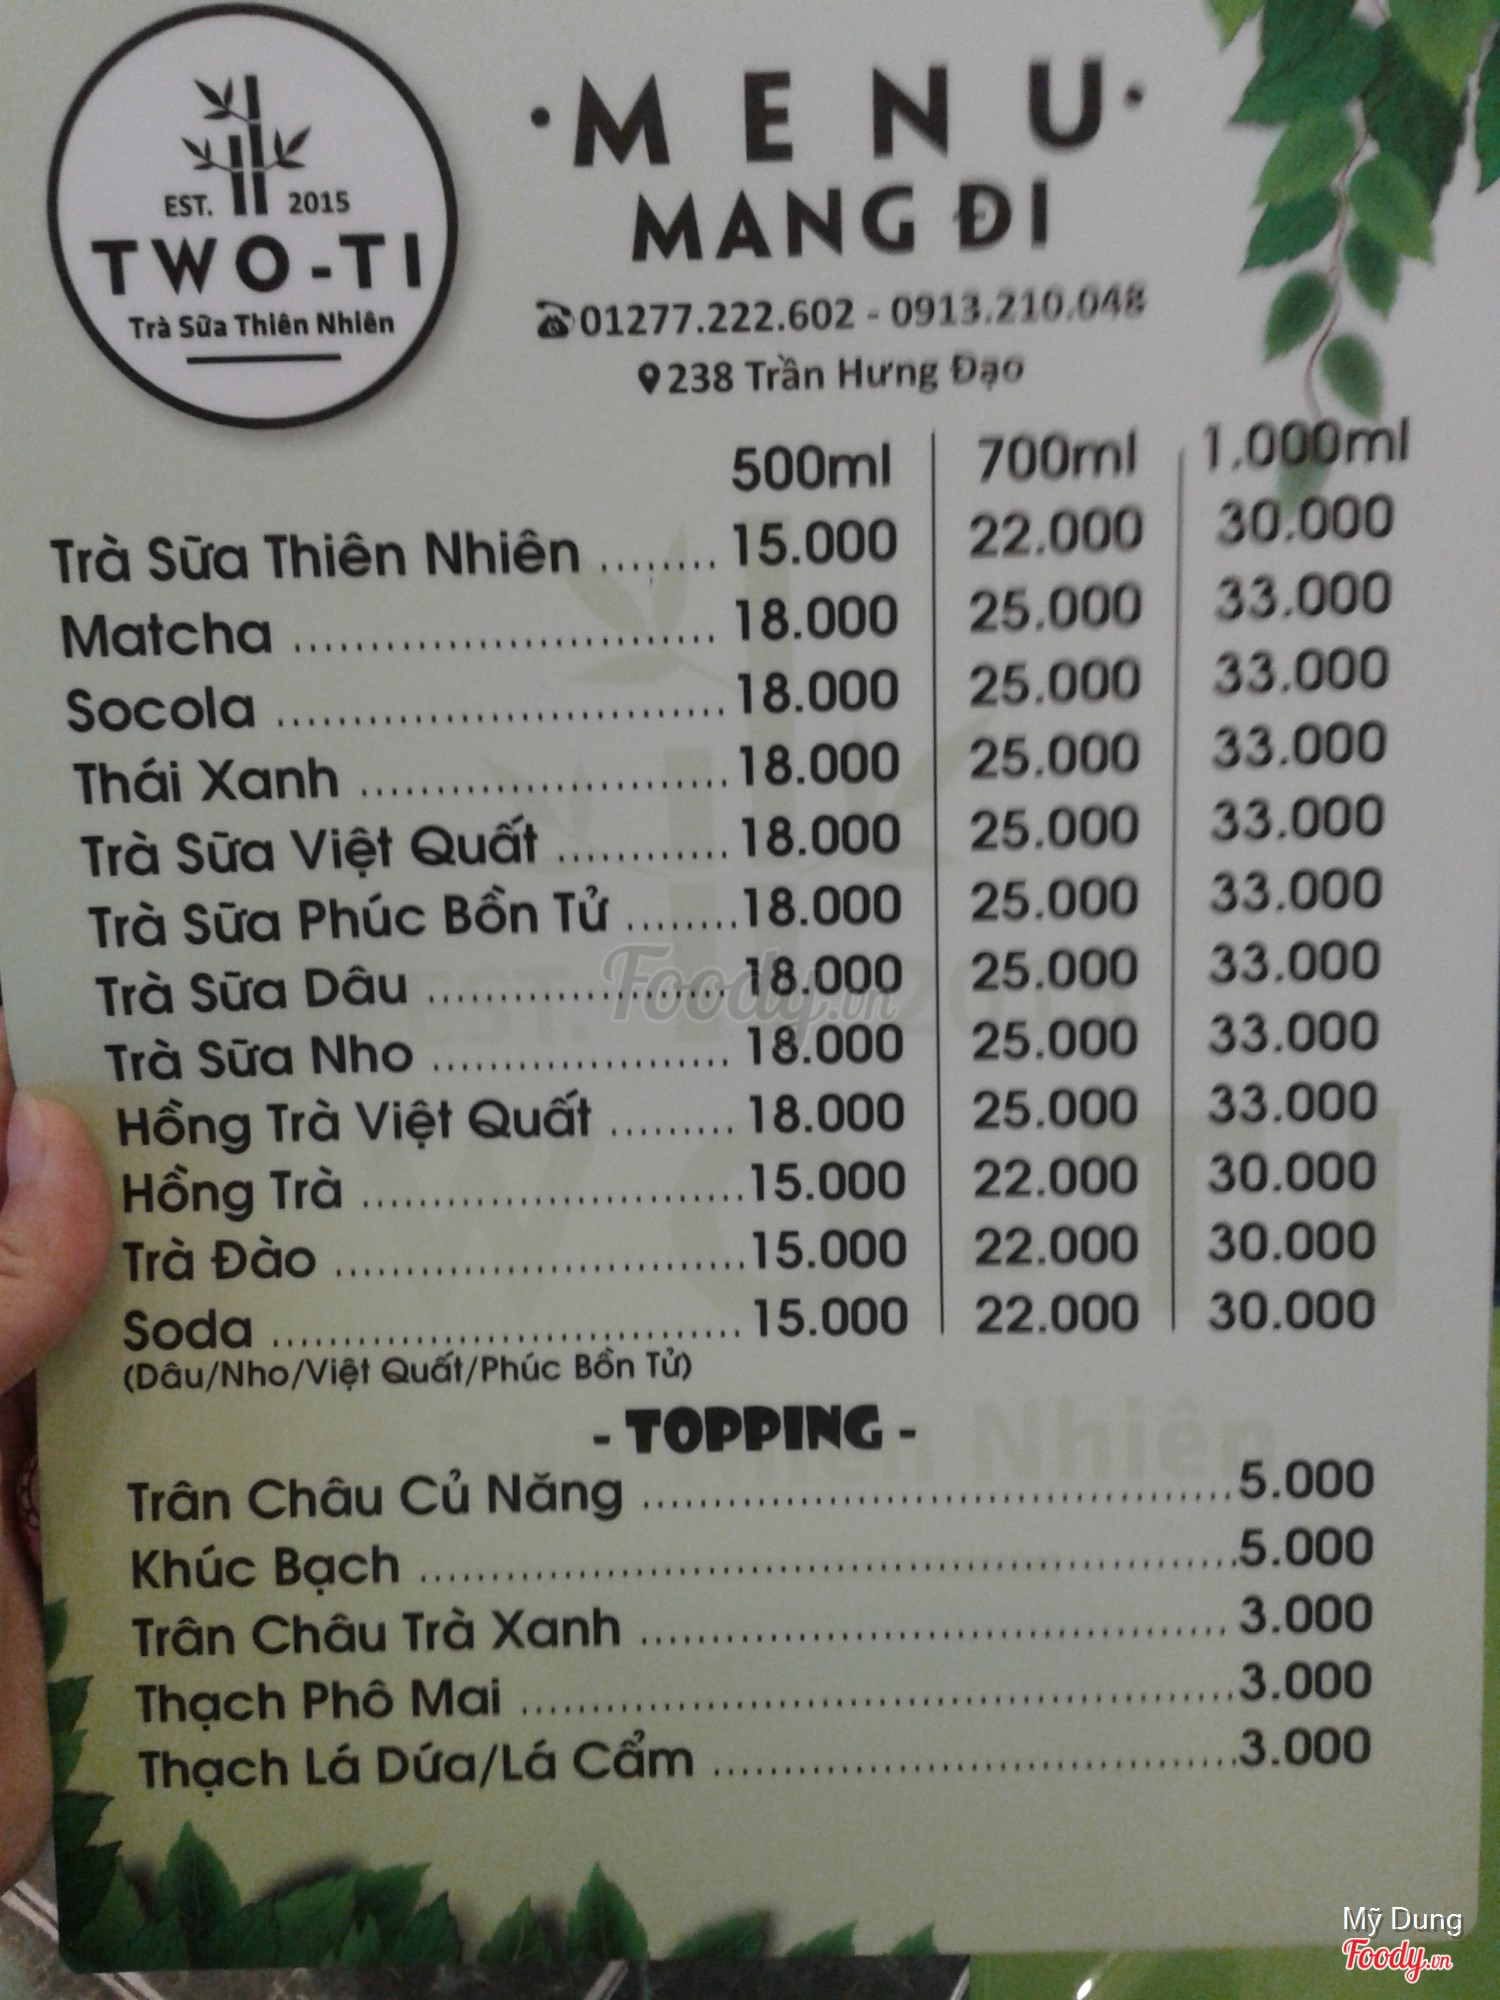 EST. 2015
TWO-TI
Trà Sữa Thiên Nhiên
·MENU·
MANG ĐI
01277.222.602 - 0913.210.048
238 Trần Hưng Đạo
500ml 700ml 1.000ml
Trà Sữa Thiên Nhiên ........ 15.000 22.000 30.000
Matcha ............................ 18.000 25.000 33.000
Socola .............................. 18.000 25.000 33.000
Thái Xanh ......................... 18.000 25.000 33.000
Trà Sữa Việt Quất ............ 18.000 25.000 33.000
Trà Sữa Phúc Bồn Tử ........ 18.000 25.000 33.000
Trà Sữa Dâu ..................... 18.000 25.000 33.000
Trà Sữa Nho ..................... 18.000 25.000 33.000
Hồng Trà Việt Quất ......... 18.000 25.000 33.000
Hồng Trà ........................... 15.000 22.000 30.000
Trà Đào ............................. 15.000 22.000 30.000
Soda ................................. 15.000 22.000 30.000
(Dâu/Nho/Việt Quất/Phúc Bồn Tử)
- TOPPING -
Trân Châu Củ Năng ......................................... 5.000
Khúc Bạch ......................................................... 5.000
Trân Châu Trà Xanh ......................................... 3.000
Thạch Phô Mai .................................................. 3.000
Thạch Lá Dứa/Lá Cẩm ..................................... 3.000
Foody.vn
Mỹ Dung
Foody.vn